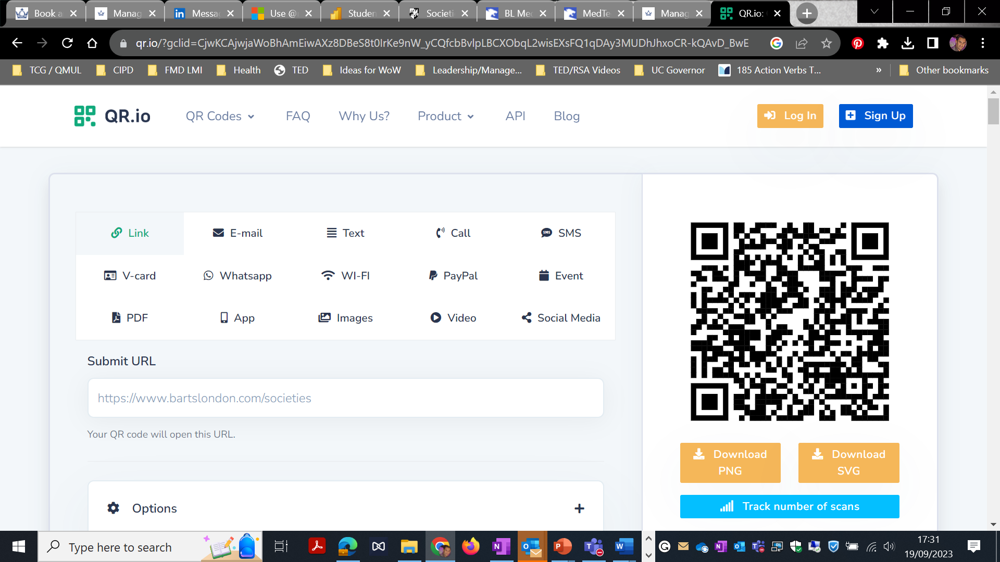 Book a
Manag
Messa
Use @
Studen
Societi
BL Med
MedTe
Manag
QR.io:
qr.io/?gclid=CjwKCAjwjaWoBhAmEiwAXz8DBeS8t0IrKe9nW_yCQfcbBvlpLBCXObqL2wisEXsFQ1qDAy3MUDhJhxoCR-kQAvD_BwE
TCG / QMUL
CIPD
FMD LMI
Health
TED
Ideas for WoW
Leadership/Manage...
TED/RSA Videos
UC Governor
185 Action Verbs T...
»
Other bookmarks
QR.io
QR Codes
FAQ
Why Us?
Product
API
Blog
Log In
Sign Up
Link
E-mail
Text
Call
SMS
V-card
Whatsapp
WI-FI
PayPal
Event
PDF
App
Images
Video
Social Media
Submit URL
https://www.bartslondon.com/societies
Your QR code will open this URL.
Options
Download
PNG
Download
SVG
Track number of scans
Type here to search
17:31
19/09/2023